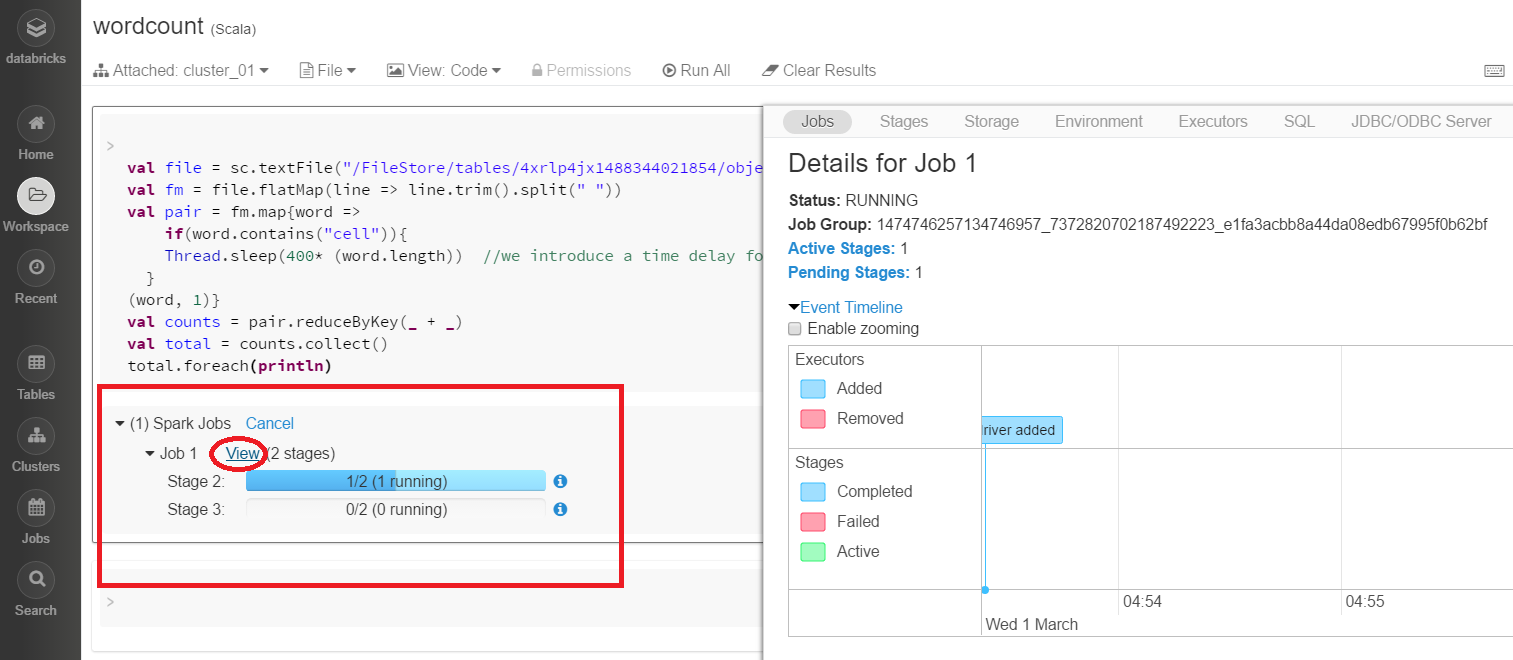 databricks
Home
Workspace
Recent
Tables
Clusters
Jobs
Search
wordcount (Scala)
Attached: cluster_01 File View: Code Permissions Run All Clear Results
>
val file = sc.textFile("/FileStore/tables/4xrlp4jx1488344021854/obje
val fm = file.flatMap(line => line.trim().split(" "))
val pair = fm.map{word =>
if(word.contains("cell")){
Thread.sleep(400* (word.length)) //we introduce a time delay fo
}
(word, 1)}
val counts = pair.reduceByKey(_ + _)
val total = counts.collect()
total.foreach(println)
(1) Spark Jobs Cancel
Job 1 View (2 stages)
Stage 2: 1/2 (1 running)
Stage 3: 0/2 (0 running)
>
Jobs Stages Storage Environment Executors SQL JDBC/ODBC Server
Details for Job 1
Status: RUNNING
Job Group: 1474746257134746957_7372820702187492223_e1fa3acbb8a44da08edb67995f0b62bf
Active Stages: 1
Pending Stages: 1
Event Timeline
Enable zooming
Executors
Added
Removed
river added
Stages
Completed
Failed
Active
04:54 04:55
Wed 1 March